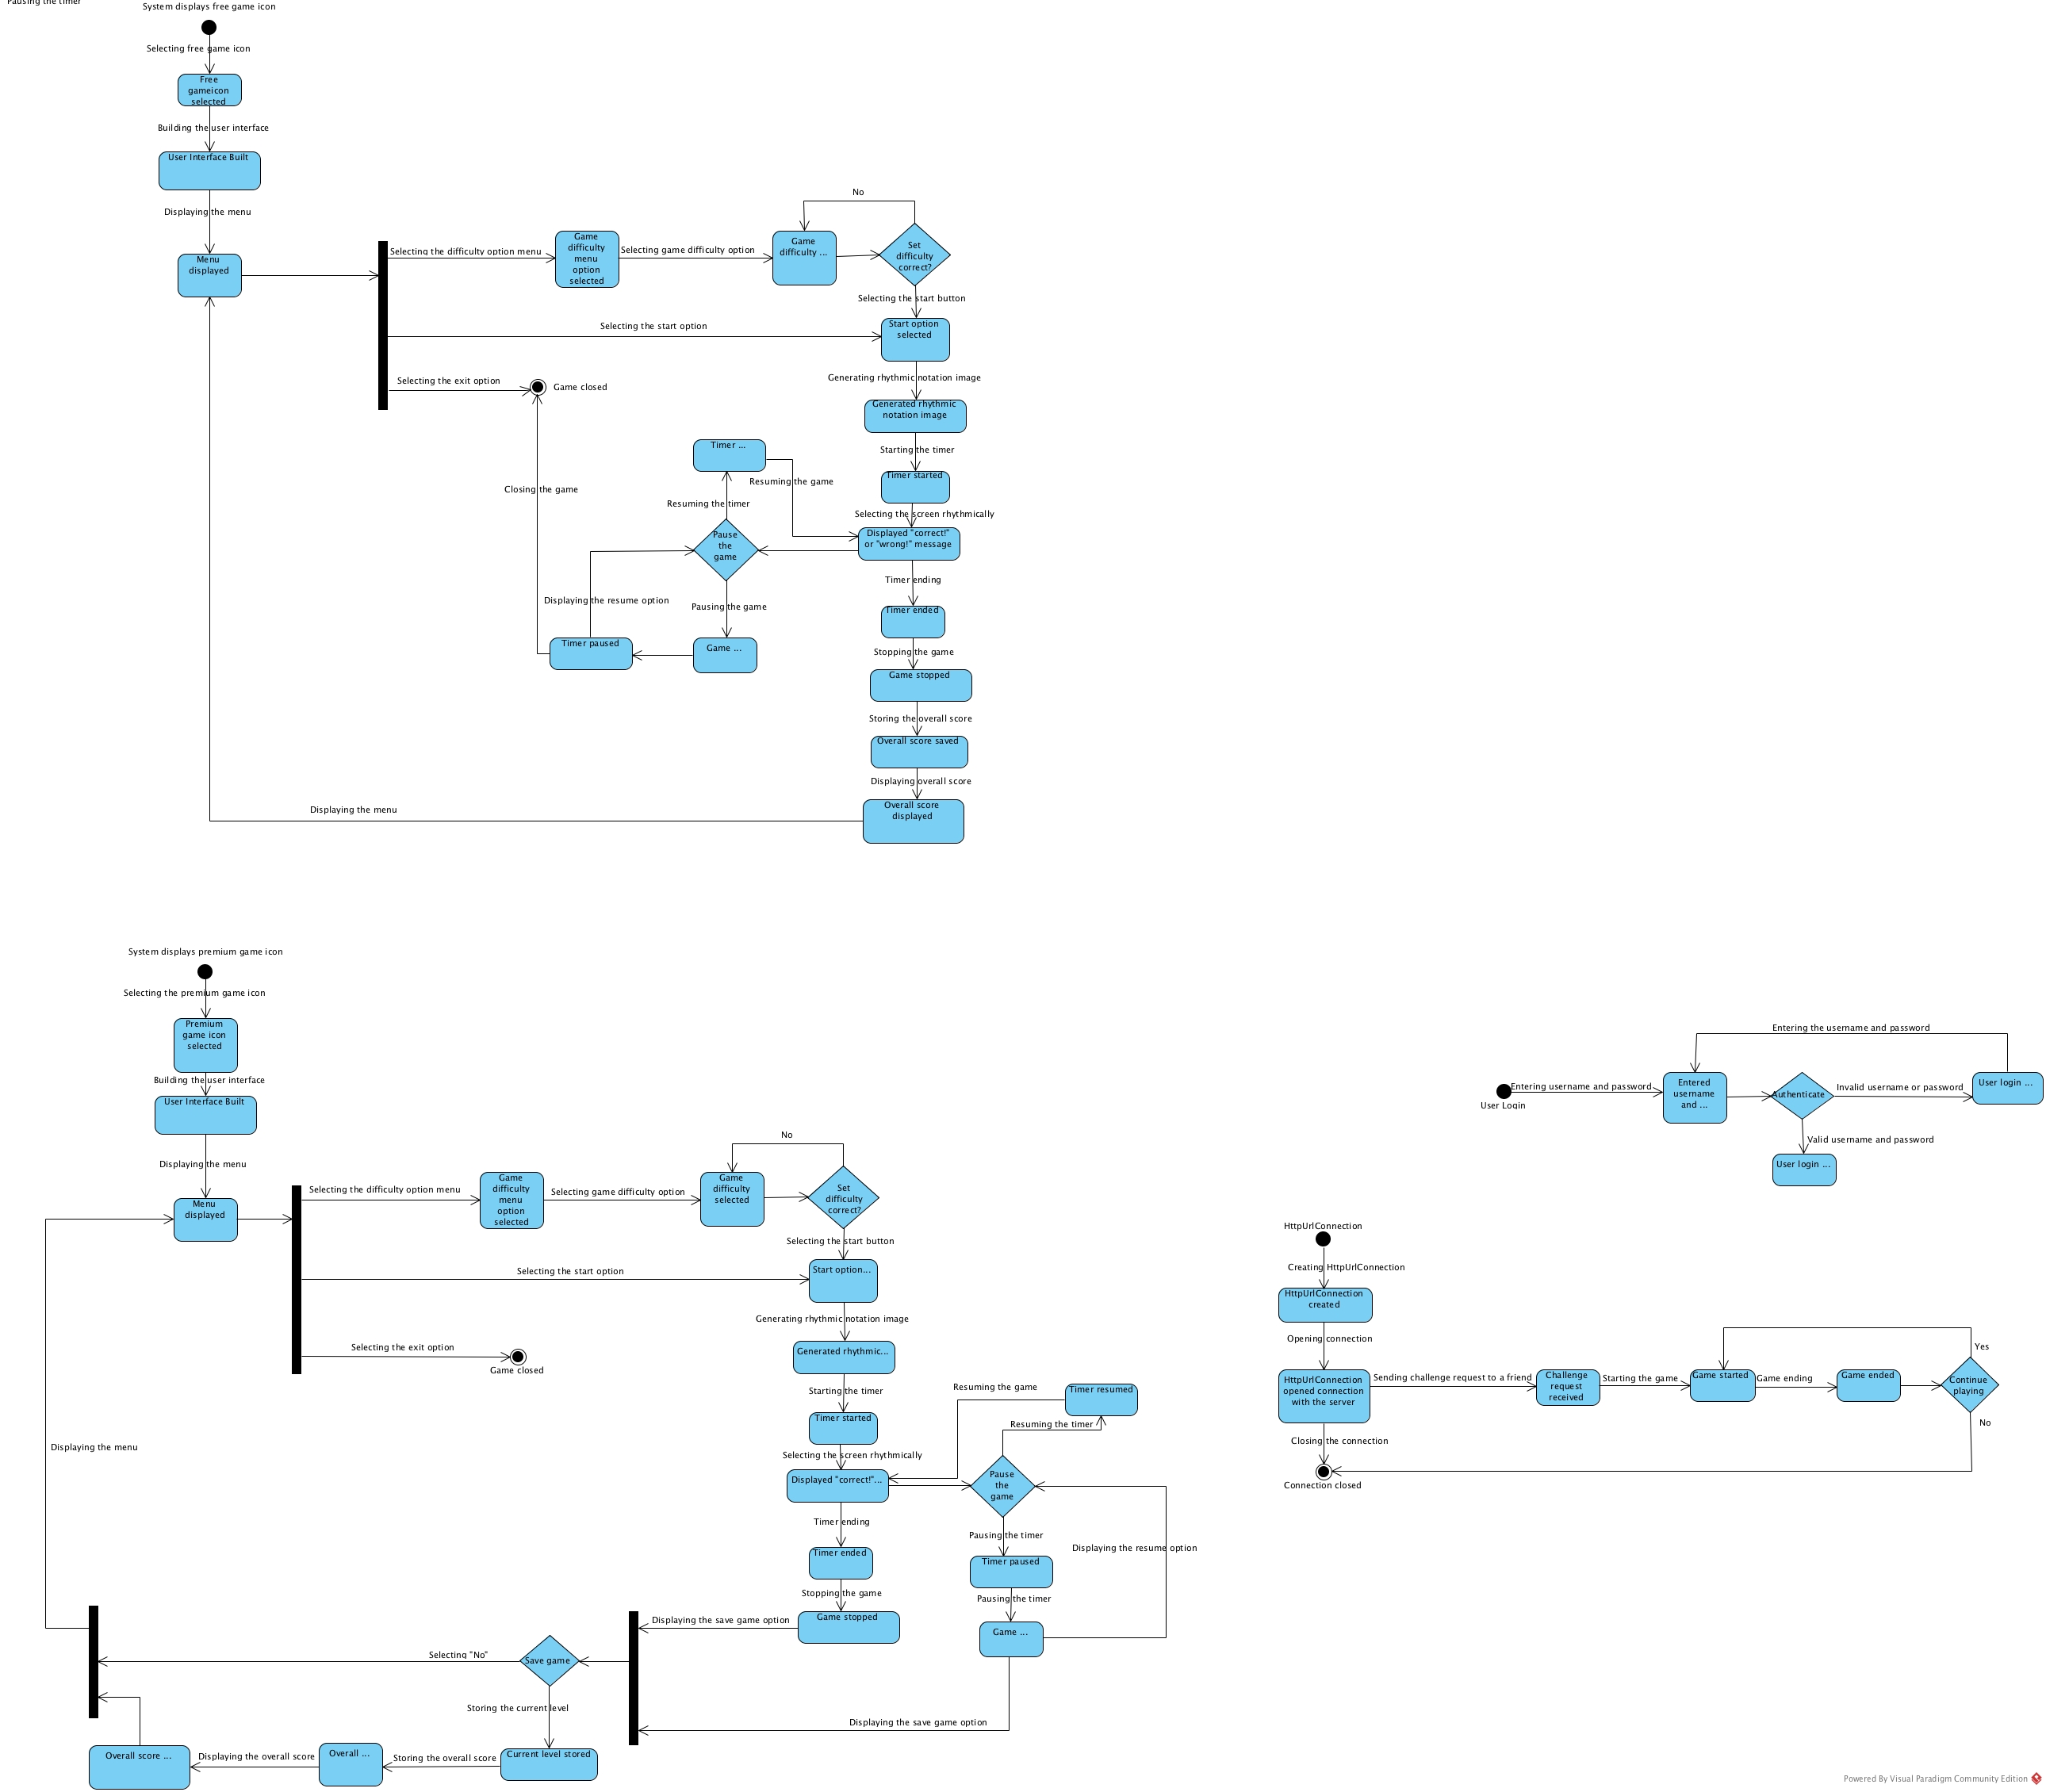 Pausing the timer
System displays free game icon
Selecting free game icon
Free
gameicon
selected
Building the user interface
User Interface Built
Displaying the menu
Menu
displayed
Selecting the difficulty option menu
Game
difficulty
menu
option
selected
Selecting game difficulty option
Game
difficulty ...
No
Set
difficulty
correct?
Selecting the start button
Selecting the start option
Start option
selected
Selecting the exit option
Game closed
Generating rhythmic notation image
Generated rhythmic
notation image
Starting the timer
Timer started
Selecting the screen rhythmically
Displayed "correct!"
or "wrong!" message
Timer ...
Resuming the game
Resuming the timer
Closing the game
Pause
the
game
Displaying the resume option
Pausing the game
Timer paused
Game ...
Timer ending
Timer ended
Stopping the game
Game stopped
Storing the overall score
Overall score saved
Displaying overall score
Overall score
displayed
Displaying the menu
System displays premium game icon
Selecting the premium game icon
Premium
game icon
selected
Building the user interface
User Interface Built
Displaying the menu
Menu
displayed
Selecting the difficulty option menu
Game
difficulty
menu
option
selected
Selecting game difficulty option
Game
difficulty
selected
No
Set
difficulty
correct?
Selecting the start button
Selecting the start option
Start option...
Selecting the exit option
Game closed
Generating rhythmic notation image
Generated rhythmic...
Starting the timer
Timer started
Selecting the screen rhythmically
Displayed "correct!"...
Resuming the game
Timer resumed
Resuming the timer
Pause
the
game
Pausing the timer
Timer paused
Pausing the timer
Game ...
Displaying the resume option
Timer ending
Timer ended
Stopping the game
Game stopped
Displaying the save game option
Displaying the save game option
Save game
Selecting "No"
Storing the current level
Current level stored
Storing the overall score
Overall ...
Displaying the overall score
Overall score ...
Displaying the menu
Entering the username and password
Entering username and password
User Login
Entered
username
and ...
Authenticate
Invalid username or password
User login ...
Valid username and password
User login ...
HttpUrlConnection
Creating HttpUrlConnection
HttpUrlConnection
created
Opening connection
HttpUrlConnection
opened connection
with the server
Sending challenge request to a friend
Challenge
request
received
Starting the game
Game started
Game ending
Game ended
Continue
playing
Yes
No
Closing the connection
Connection closed
Powered By Visual Paradigm Community Edition